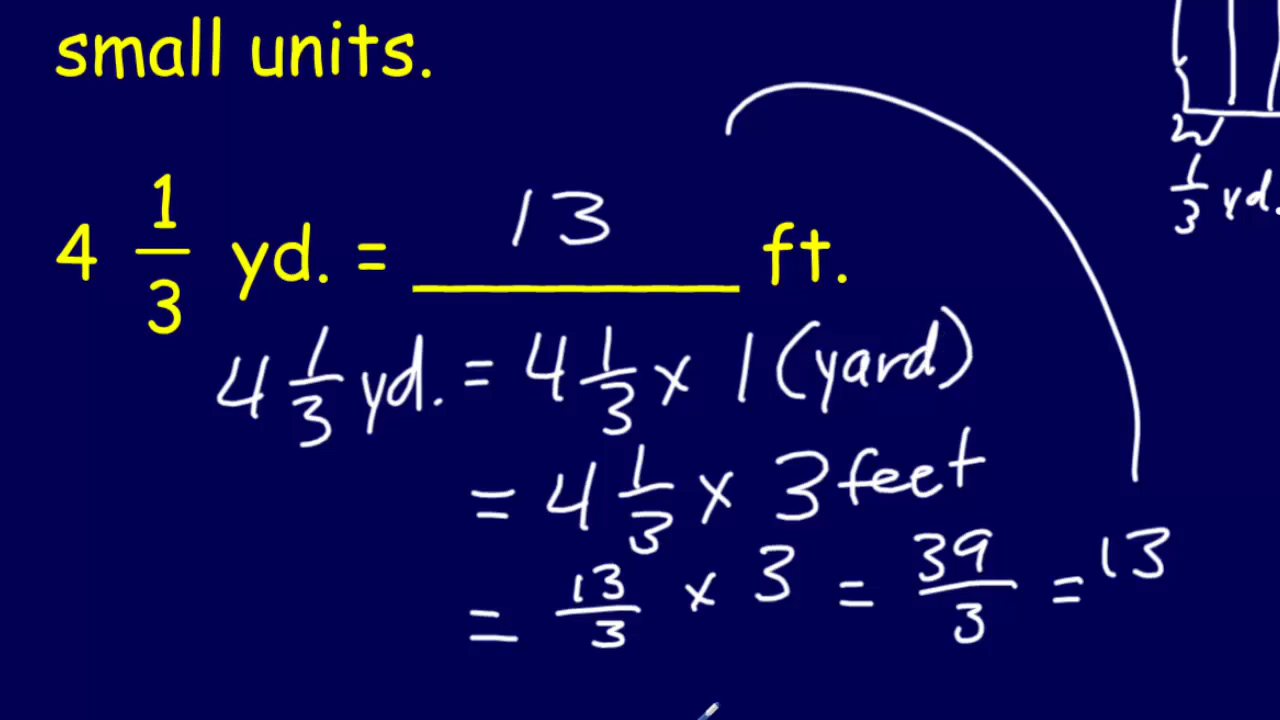 small units.
4 1/3 yd. = 13 ft.
4 1/3 yd. = 4 1/3 x 1 (yard)
= 4 1/3 x 3 feet
= 13/3 x 3 = 39/3 = 13
1/3 yd.